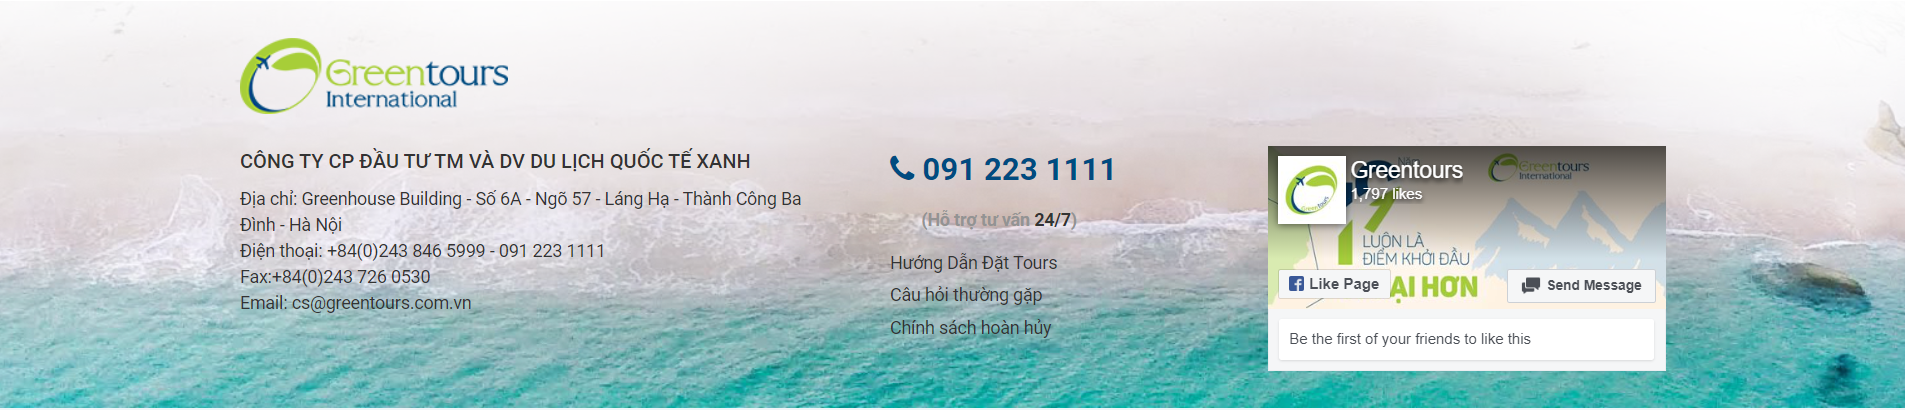 Greentours
International
CÔNG TY CP ĐẦU TƯ TM VÀ DV DU LỊCH QUỐC TẾ XANH
Địa chỉ: Greenhouse Building - Số 6A - Ngõ 57 - Láng Hạ - Thành Công Ba
Đình - Hà Nội
Điện thoại: +84(0)243 846 5999 - 091 223 1111
Fax:+84(0)243 726 0530
Email: cs@greentours.com.vn
091 223 1111
(Hỗ trợ tư vấn 24/7)
Hướng Dẫn Đặt Tours
Câu hỏi thường gặp
Chính sách hoàn hủy
Greentours
1,797 likes
Greentours
Năm
Greentours
International
LUÔN LÀ
ĐIỂM KHỞI ĐẦU
ẠI HƠN
Like Page
Send Message
Be the first of your friends to like this